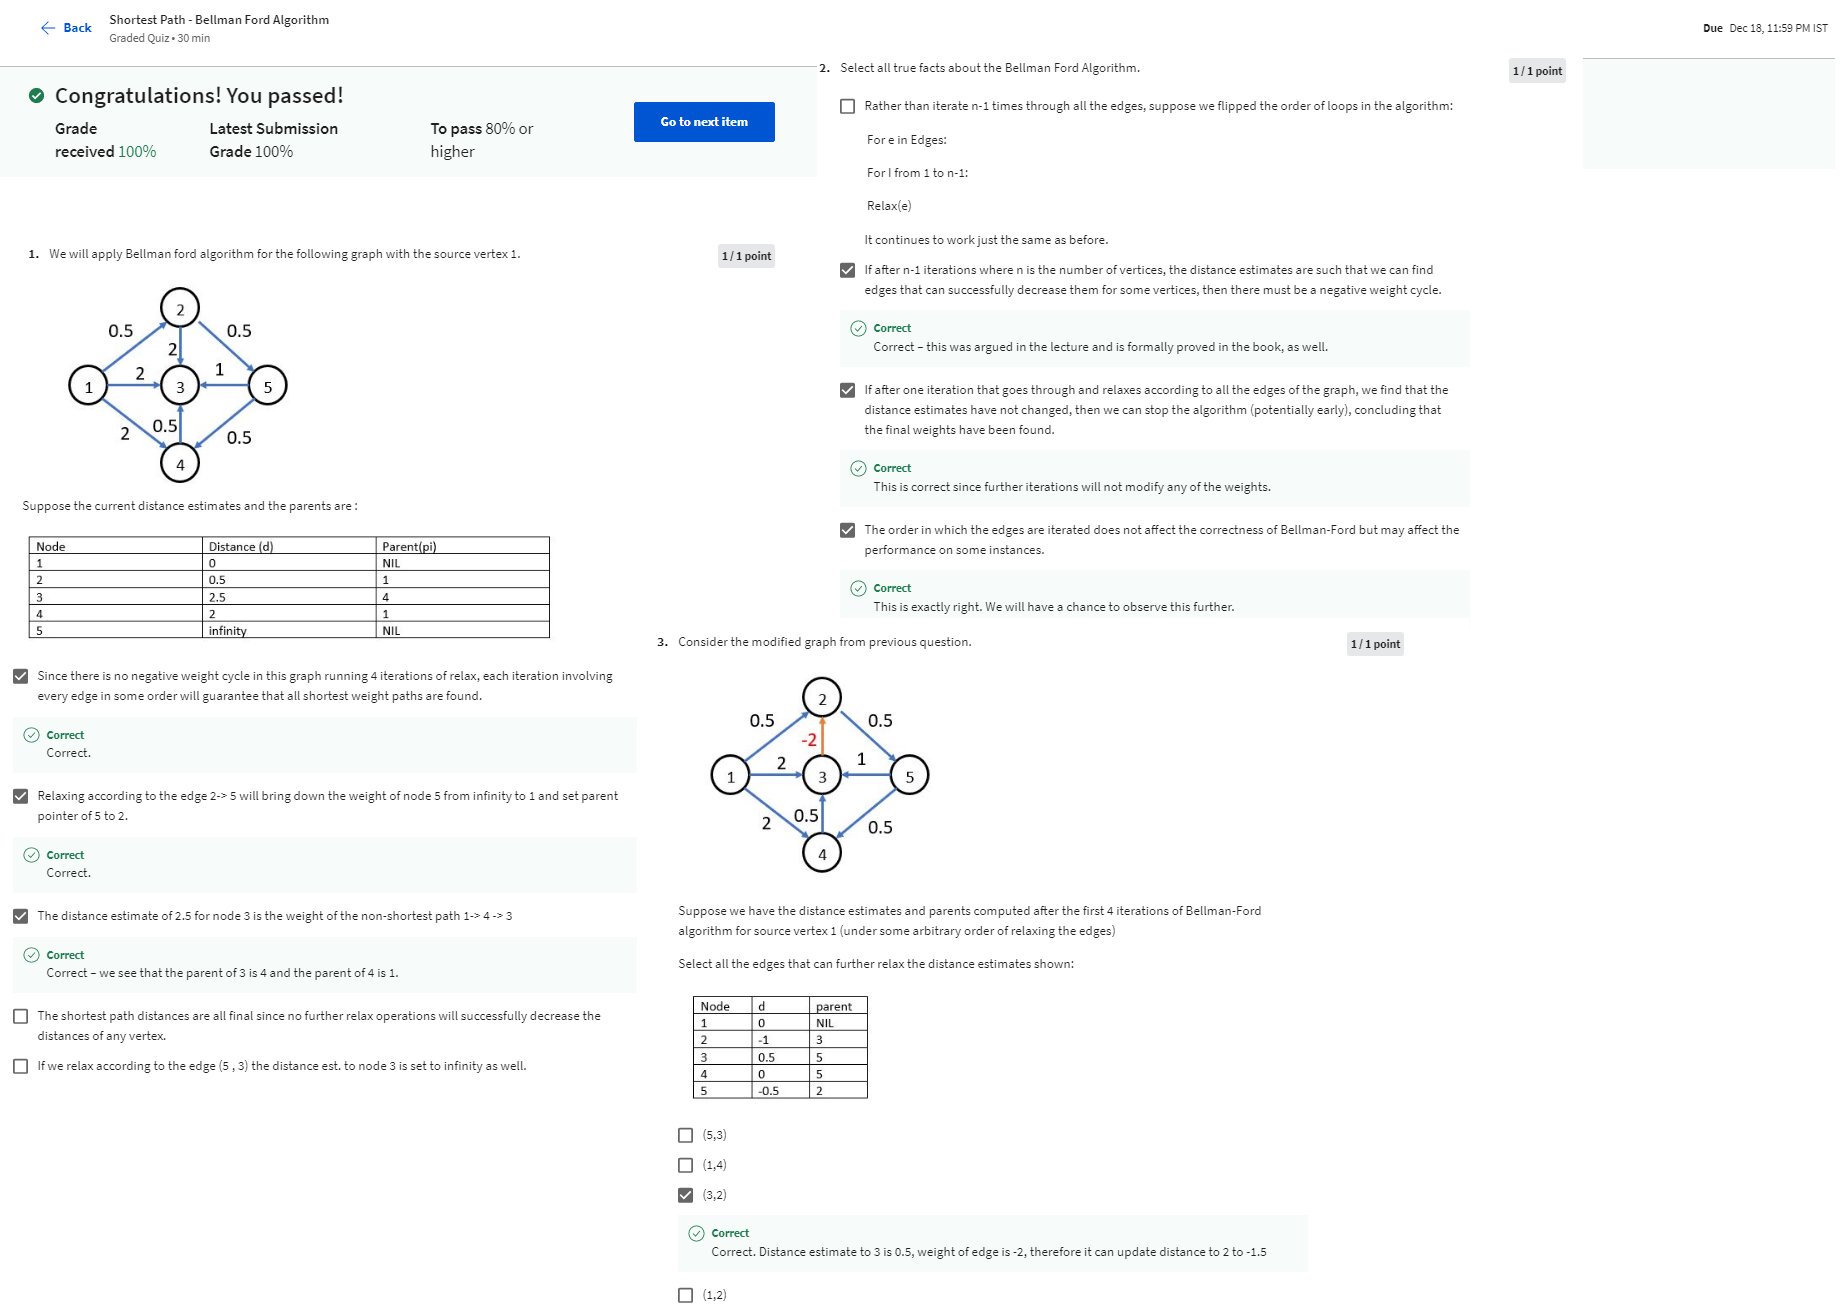 Back
Shortest Path - Bellman Ford Algorithm
Graded Quiz • 30 min
Due Dec 18, 11:59 PM IST
Congratulations! You passed!
Grade received 100%
Latest Submission Grade 100%
To pass 80% or higher
Go to next item
1. We will apply Bellman ford algorithm for the following graph with the source vertex 1.
1 / 1 point
2
0.5
0.5
2
2
1
1
3
5
0.5
2
0.5
4
Suppose the current distance estimates and the parents are :
Node Distance (d) Parent(pi)
1 0 NIL
2 0.5 1
3 2.5 4
4 2 1
5 infinity NIL
Since there is no negative weight cycle in this graph running 4 iterations of relax, each iteration involving
every edge in some order will guarantee that all shortest weight paths are found.
Correct
Correct.
Relaxing according to the edge 2-> 5 will bring down the weight of node 5 from infinity to 1 and set parent
pointer of 5 to 2.
Correct
Correct.
The distance estimate of 2.5 for node 3 is the weight of the non-shortest path 1-> 4 -> 3
Correct
Correct – we see that the parent of 3 is 4 and the parent of 4 is 1.
The shortest path distances are all final since no further relax operations will successfully decrease the
distances of any vertex.
If we relax according to the edge (5 , 3) the distance est. to node 3 is set to infinity as well.
2. Select all true facts about the Bellman Ford Algorithm.
1 / 1 point
Rather than iterate n-1 times through all the edges, suppose we flipped the order of loops in the algorithm:
For e in Edges:
For I from 1 to n-1:
Relax(e)
It continues to work just the same as before.
If after n-1 iterations where n is the number of vertices, the distance estimates are such that we can find
edges that can successfully decrease them for some vertices, then there must be a negative weight cycle.
Correct
Correct – this was argued in the lecture and is formally proved in the book, as well.
If after one iteration that goes through and relaxes according to all the edges of the graph, we find that the
distance estimates have not changed, then we can stop the algorithm (potentially early), concluding that
the final weights have been found.
Correct
This is correct since further iterations will not modify any of the weights.
The order in which the edges are iterated does not affect the correctness of Bellman-Ford but may affect the
performance on some instances.
Correct
This is exactly right. We will have a chance to observe this further.
3. Consider the modified graph from previous question.
1 / 1 point
2
0.5
0.5
-2
2
1
1
3
5
0.5
2
0.5
4
Suppose we have the distance estimates and parents computed after the first 4 iterations of Bellman-Ford
algorithm for source vertex 1 (under some arbitrary order of relaxing the edges)
Select all the edges that can further relax the distance estimates shown:
Node d parent
1 0 NIL
2 -1 3
3 0.5 5
4 0 5
5 -0.5 2
(5,3)
(1,4)
(3,2)
Correct
Correct. Distance estimate to 3 is 0.5, weight of edge is -2, therefore it can update distance to 2 to -1.5
(1,2)